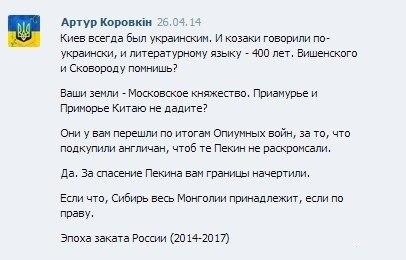 Артур Коровкін 26.04.14
Киев всегда был украинским. И козаки говорили по-
украински, и литературному языку - 400 лет. Вишенского
и Сковороду помнишь?
Ваши земли - Московское княжество. Приамурье и
Приморье Китаю не дадите?
Они у вам перешли по итогам Опиумных войн, за то, что
подкупили англичан, чтоб те Пекин не раскромсали.
Да. За спасение Пекина вам границы начертили.
Если что, Сибирь весь Монголии принадлежит, если по
праву.
Эпоха заката России (2014-2017)